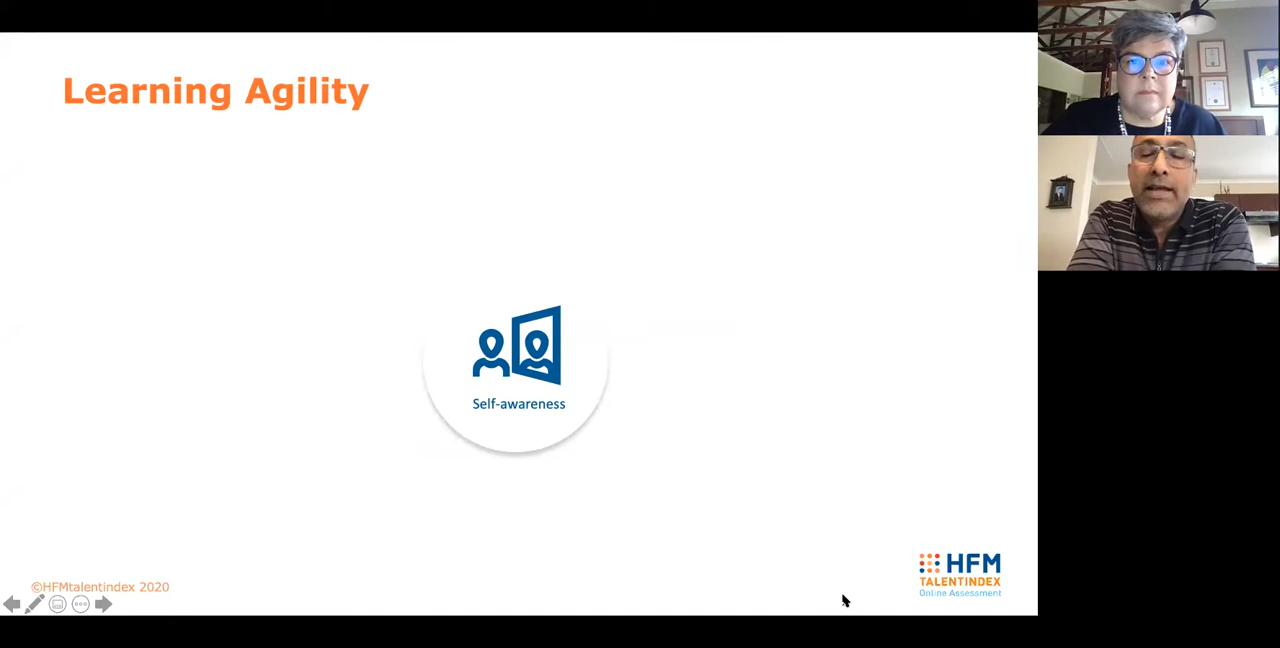 Learning Agility
Self-awareness
©HFMtalentindex 2020
HFM
TALENTINDEX
Online Assessment